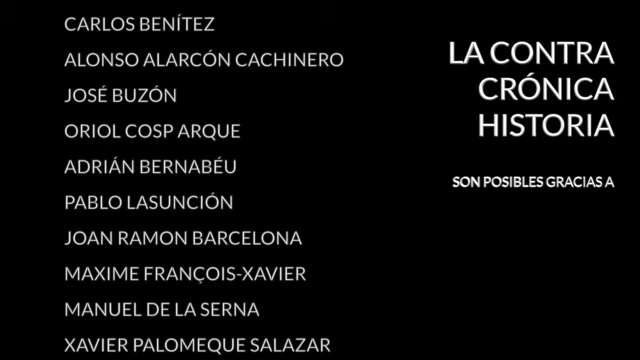 CARLOS BENÍTEZ
ALONSO ALARCÓN CACHINERO
JOSÉ BUZÓN
ORIOL COSP ARQUE
ADRIÁN BERNABÉU
PABLO LASUNCIÓN
JOAN RAMON BARCELONA
MAXIME FRANÇOIS-XAVIER
MANUEL DE LA SERNA
XAVIER PALOMEQUE SALAZAR
LA CONTRA
CRÓNICA
HISTORIA
SON POSIBLES GRACIAS A